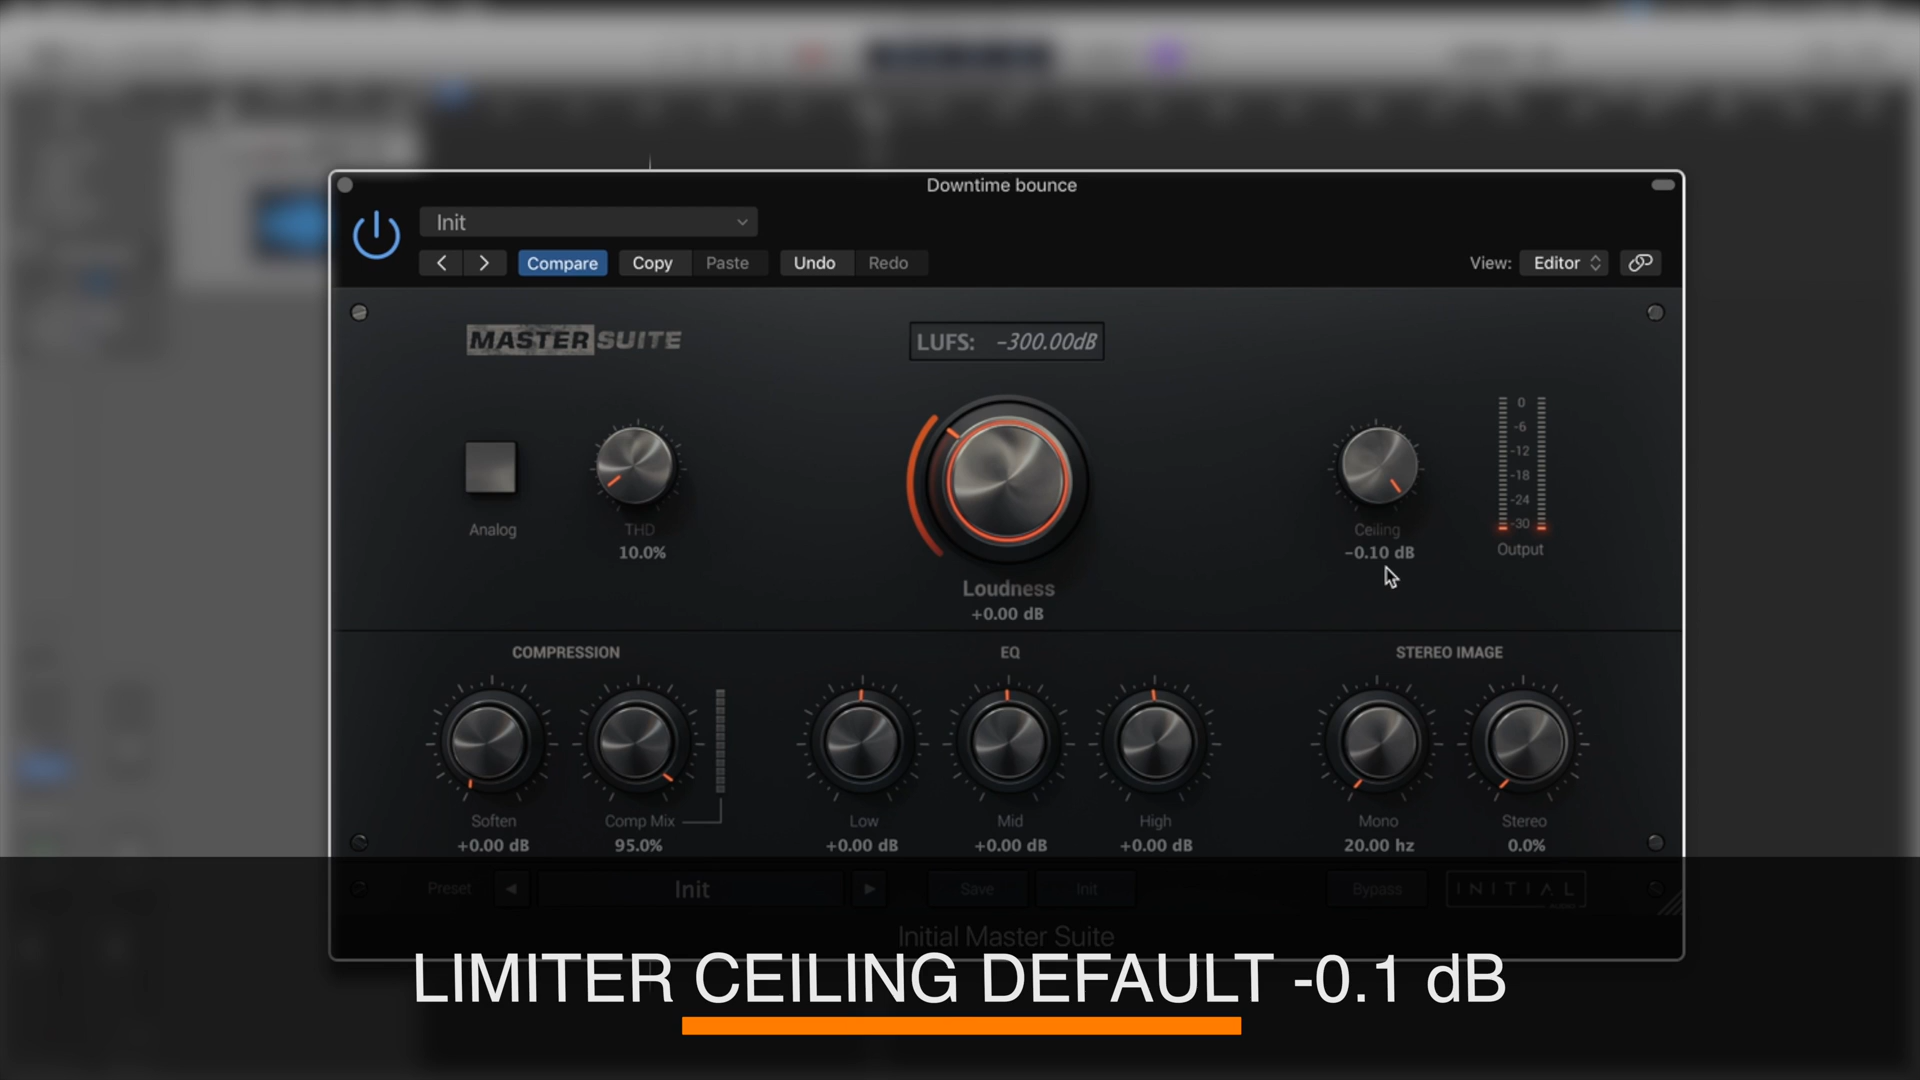 Downtime bounce
Init
Compare Copy Paste Undo Redo View: Editor
MASTER SUITE
LUFS: -300.00dB
0
-6
-12
-18
-24
-30
Analog THD Ceiling Output
10.0% -0.10 dB
Loudness
+0.00 dB
COMPRESSION EQ STEREO IMAGE
Soften Comp Mix Low Mid High Mono Stereo
+0.00 dB 95.0% +0.00 dB +0.00 dB +0.00 dB 20.00 hz 0.0%
Preset Init Save Init Bypass INITIAL
AUDIO
Initial Master Suite
LIMITER CEILING DEFAULT -0.1 dB